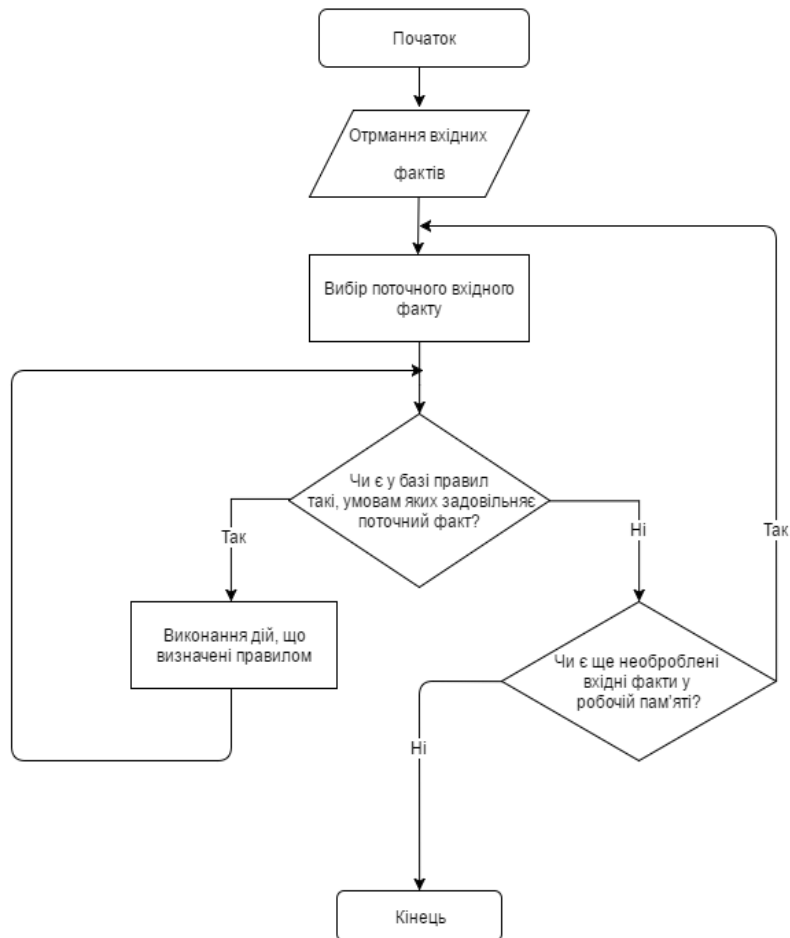 Початок
Отрмання вхідних
фактів
Вибір поточного вхідного
факту
Чи є у базі правил
такі, умовам яких задовільняє
поточний факт?
Так
Ні
Так
Виконання дій, що
визначені правилом
Чи є ще необроблені
вхідні факти у
робочій пам'яті?
Ні
Кінець